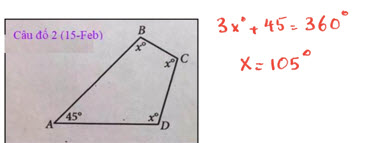 Câu đố 2 (15-Feb)
B
x°
C
x°
A
45°
x°
D
3x° + 45 = 360°
x = 105°